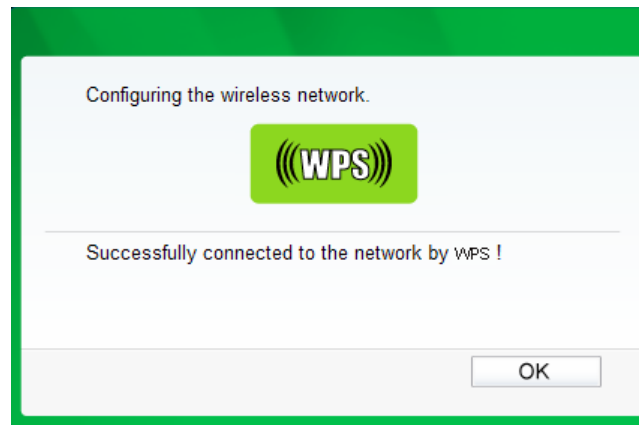 Configuring the wireless network.
(((WPS)))
Successfully connected to the network by WPS !
OK